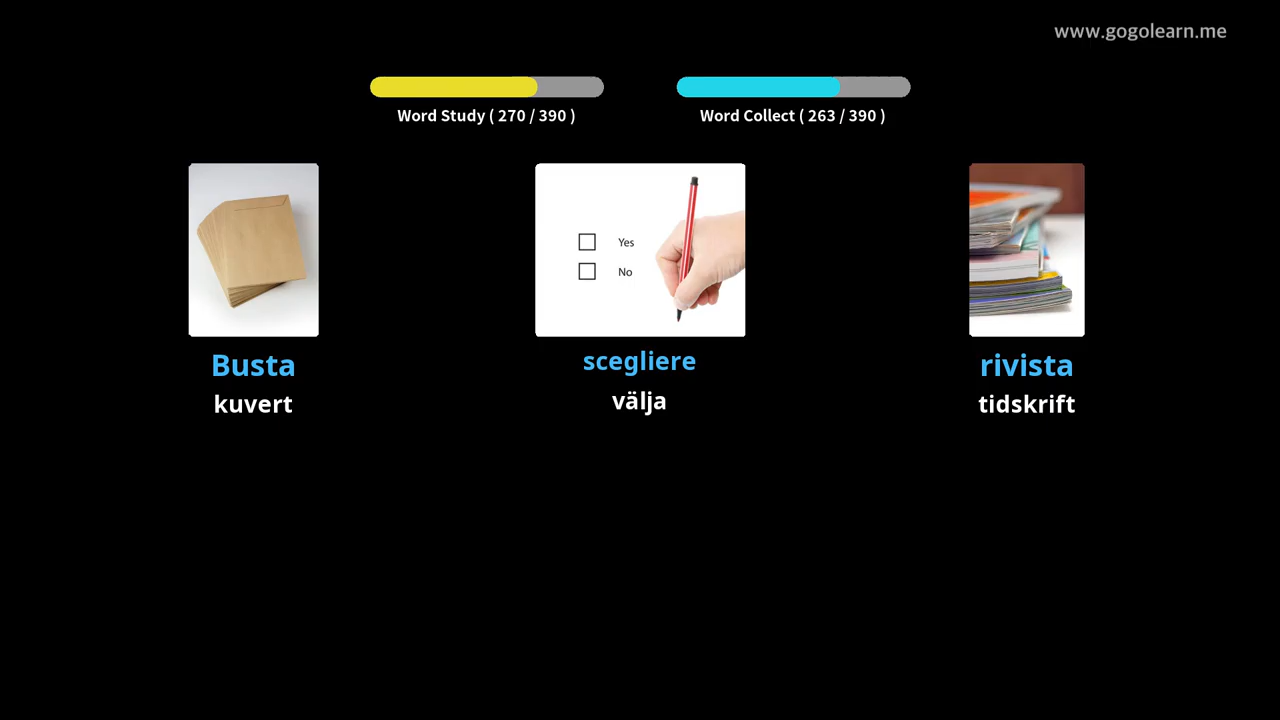 www.gogolearn.me
Word Study ( 270 / 390 )
Word Collect ( 263 / 390 )
Yes
No
Busta
kuvert
scegliere
välja
rivista
tidskrift